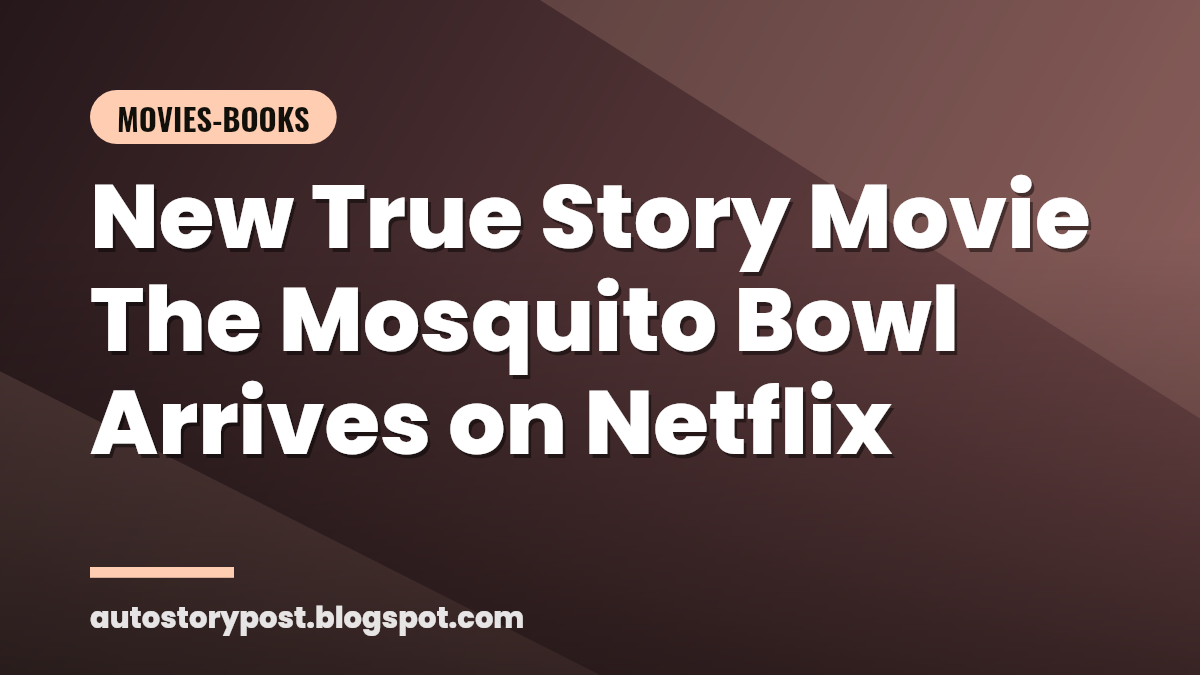 MOVIES-BOOKS
New True Story Movie
The Mosquito Bowl
Arrives on Netflix
autostorypost.blogspot.com